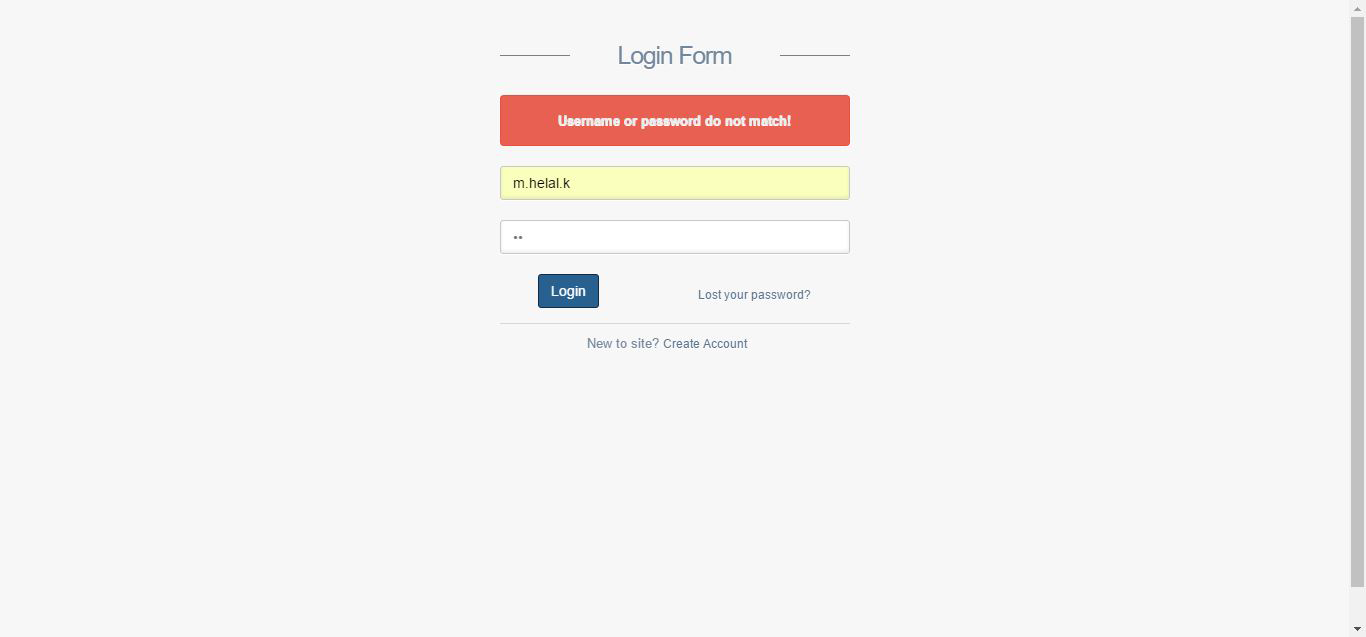 Login Form
Username or password do not match!
m.helal.k
••
Login
Lost your password?
New to site? Create Account